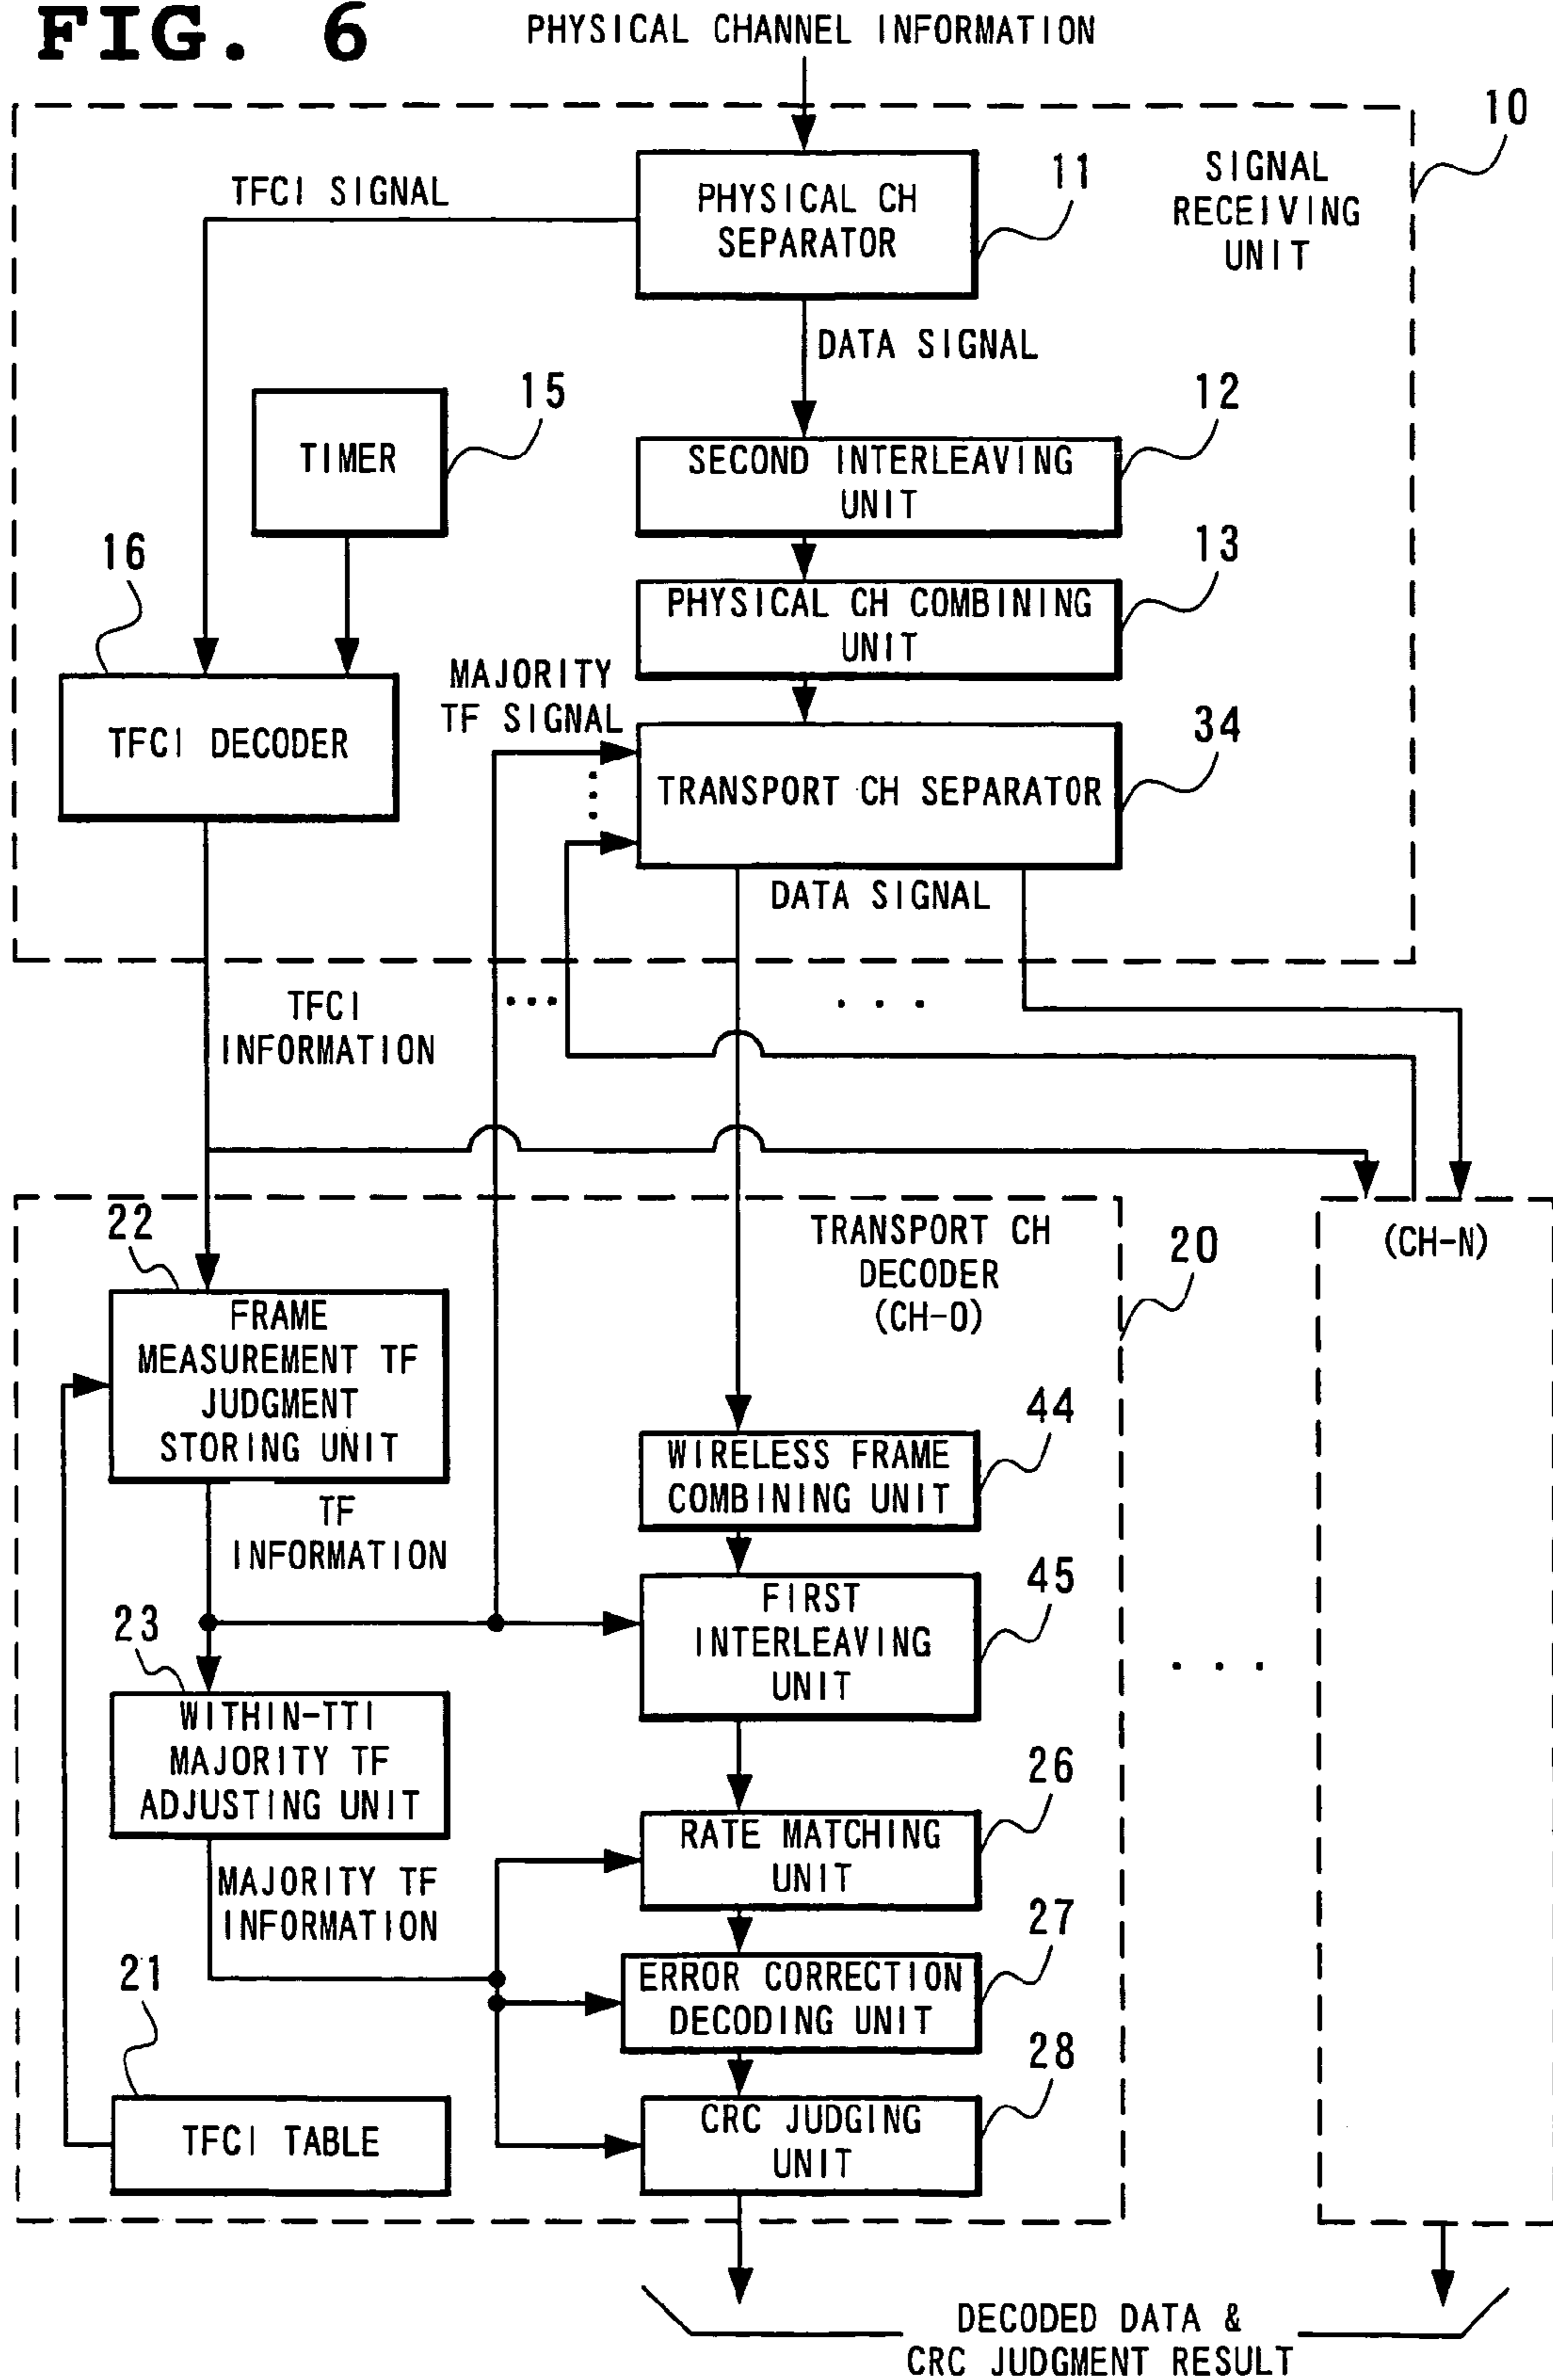 FIG. 6
PHYSICAL CHANNEL INFORMATION
10
SIGNAL
RECEIVING
UNIT
TFCI SIGNAL
PHYSICAL CH
SEPARATOR
11
DATA SIGNAL
TIMER
15
SECOND INTERLEAVING
UNIT
12
16
PHYSICAL CH COMBINING
UNIT
13
MAJORITY
TF SIGNAL
TFCI DECODER
TRANSPORT CH SEPARATOR
34
DATA SIGNAL
TFCI
INFORMATION
22
TRANSPORT CH
DECODER
(CH-0)
20
(CH-N)
FRAME
MEASUREMENT TF
JUDGMENT
STORING UNIT
WIRELESS FRAME
COMBINING UNIT
44
TF
INFORMATION
FIRST
INTERLEAVING
UNIT
45
23
WITHIN-TTI
MAJORITY TF
ADJUSTING UNIT
RATE MATCHING
UNIT
26
MAJORITY TF
INFORMATION
ERROR CORRECTION
DECODING UNIT
27
21
TFCI TABLE
CRC JUDGING
UNIT
28
DECODED DATA &
CRC JUDGMENT RESULT